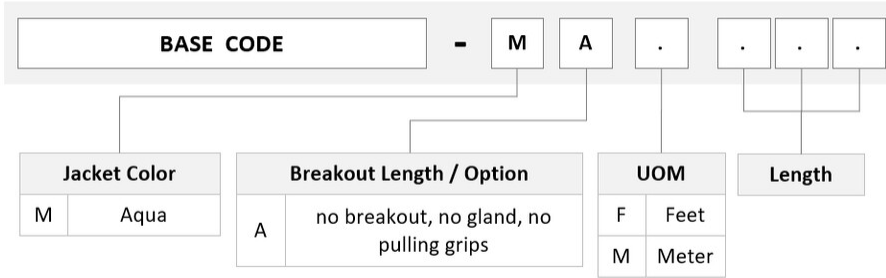 BASE CODE - M A . . . .
Jacket Color
M Aqua
Breakout Length / Option
A no breakout, no gland, no
pulling grips
UOM
F Feet
M Meter
Length